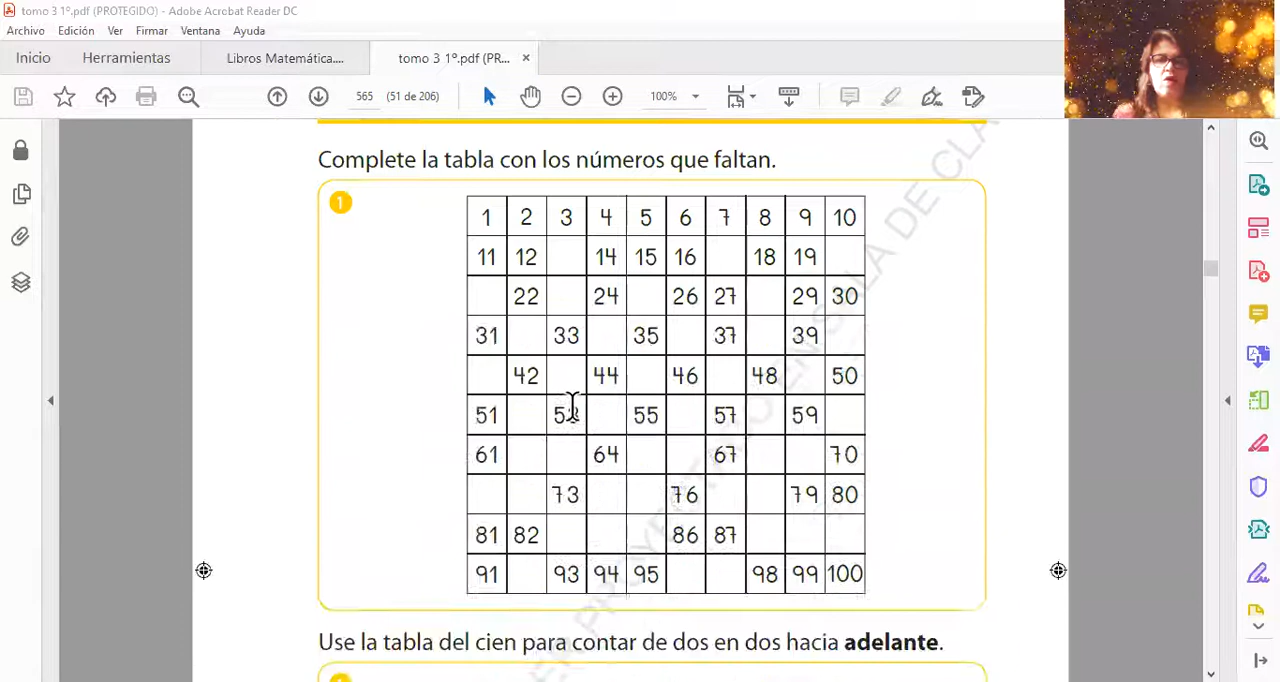 tomo 3 1º.pdf (PROTEGIDO) - Adobe Acrobat Reader DC
Archivo Edición Ver Firmar Ventana Ayuda
Inicio Herramientas Libros Matemática.... tomo 3 1º.pdf (PR... ×
565 (51 de 206) 100%
Complete la tabla con los números que faltan.
1
1 2 3 4 5 6 7 8 9 10
11 12 14 15 16 18 19
22 24 26 27 29 30
31 33 35 37 39
42 44 46 48 50
51 53 55 57 59
61 64 67 70
73 76 79 80
81 82 86 87
91 93 94 95 98 99 100
Use la tabla del cien para contar de dos en dos hacia adelante.